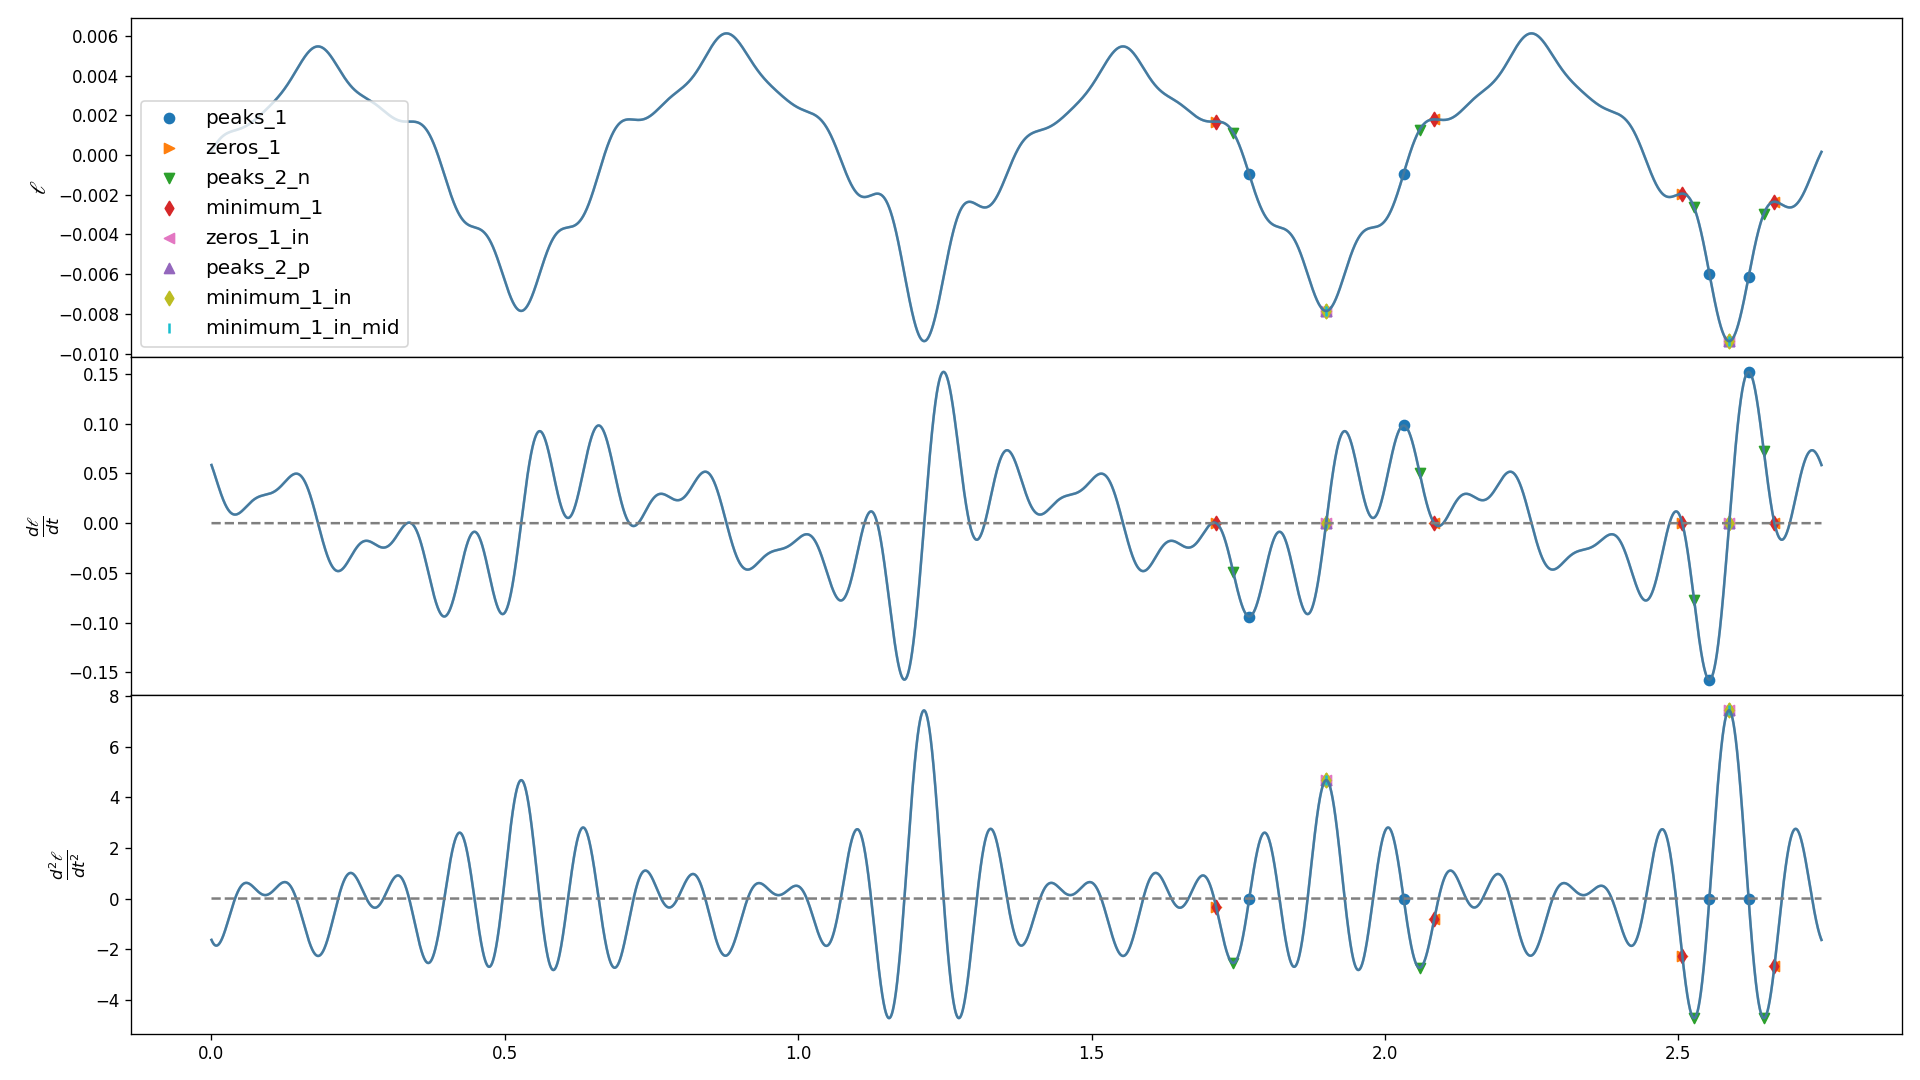 0.006
0.004
0.002
0.000
−0.002
−0.004
−0.006
−0.008
−0.010
ℓ
peaks_1
zeros_1
peaks_2_n
minimum_1
zeros_1_in
peaks_2_p
minimum_1_in
minimum_1_in_mid
0.15
0.10
0.05
0.00
−0.05
−0.10
−0.15
dℓ/dt
8
6
4
2
0
−2
−4
d²ℓ/dt²
0.0 0.5 1.0 1.5 2.0 2.5